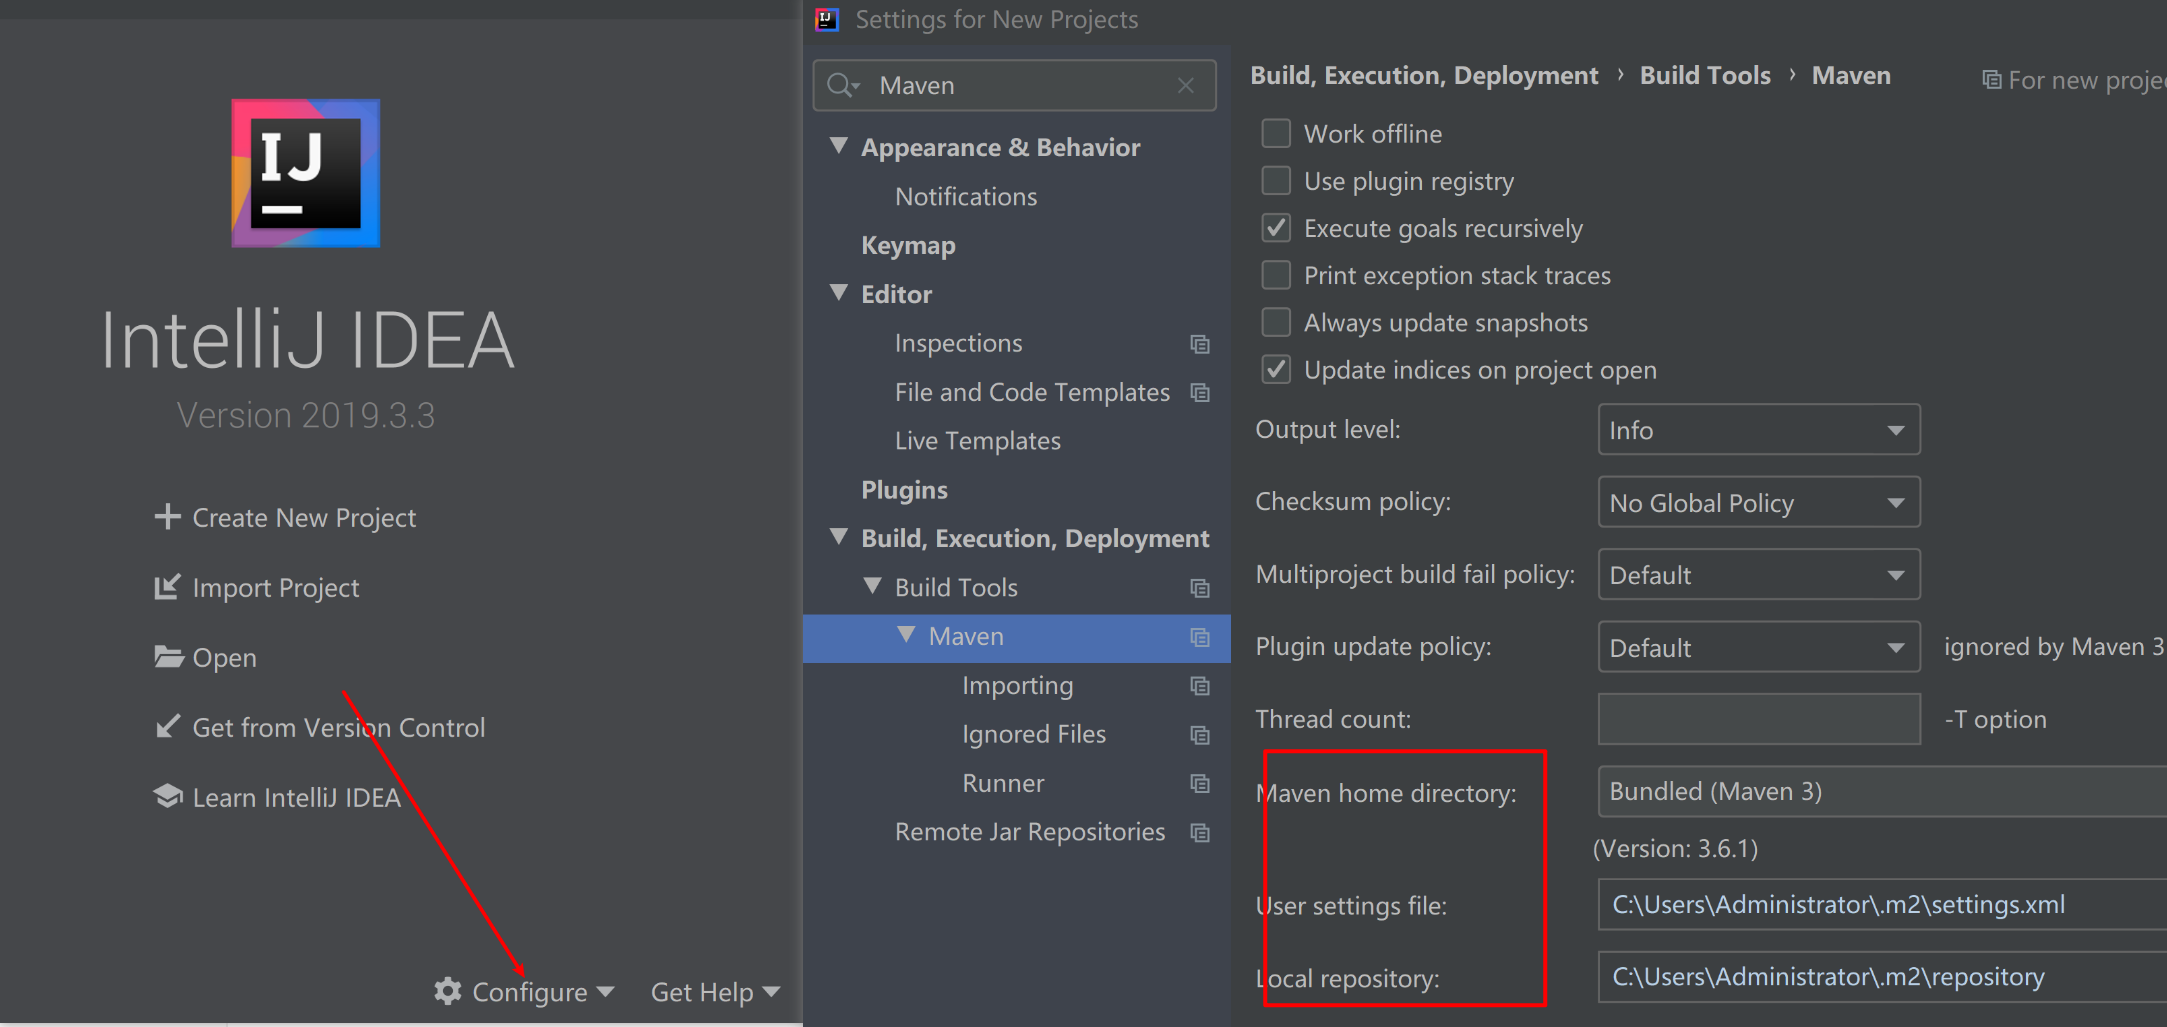 IJ
IntelliJ IDEA
Version 2019.3.3
Create New Project
Import Project
Open
Get from Version Control
Learn IntelliJ IDEA
Configure
Get Help
IJ
Settings for New Projects
Maven
Appearance & Behavior
Notifications
Keymap
Editor
Inspections
File and Code Templates
Live Templates
Plugins
Build, Execution, Deployment
Build Tools
Maven
Importing
Ignored Files
Runner
Remote Jar Repositories
Build, Execution, Deployment › Build Tools › Maven
For new proje
Work offline
Use plugin registry
Execute goals recursively
Print exception stack traces
Always update snapshots
Update indices on project open
Output level: Info
Checksum policy: No Global Policy
Multiproject build fail policy: Default
Plugin update policy: Default ignored by Maven 3
Thread count: -T option
Maven home directory: Bundled (Maven 3)
(Version: 3.6.1)
User settings file: C:\Users\Administrator\.m2\settings.xml
Local repository: C:\Users\Administrator\.m2\repository